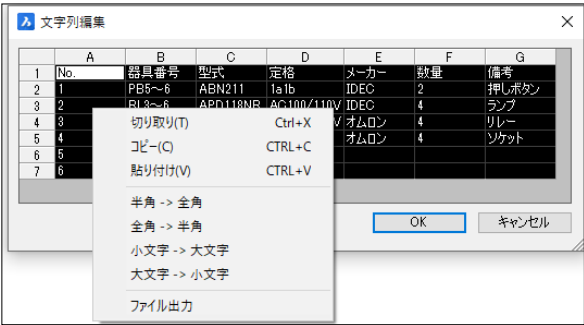 文字列編集
A B C D E F G
1 No. 器具番号 型式 定格 メーカー 数量 備考
2 1 PB5～6 ABN211 1a1b IDEC 2 押しボタン
3 2 RL3～6 APD118NR AC100/110V IDEC 4 ランプ
4 3 V オムロン 4 リレー
5 4 オムロン 4 ソケット
6 5
7 6
切り取り(T) Ctrl+X
コピー(C) CTRL+C
貼り付け(V) CTRL+V
半角 -> 全角
全角 -> 半角
小文字 -> 大文字
大文字 -> 小文字
ファイル出力
OK キャンセル